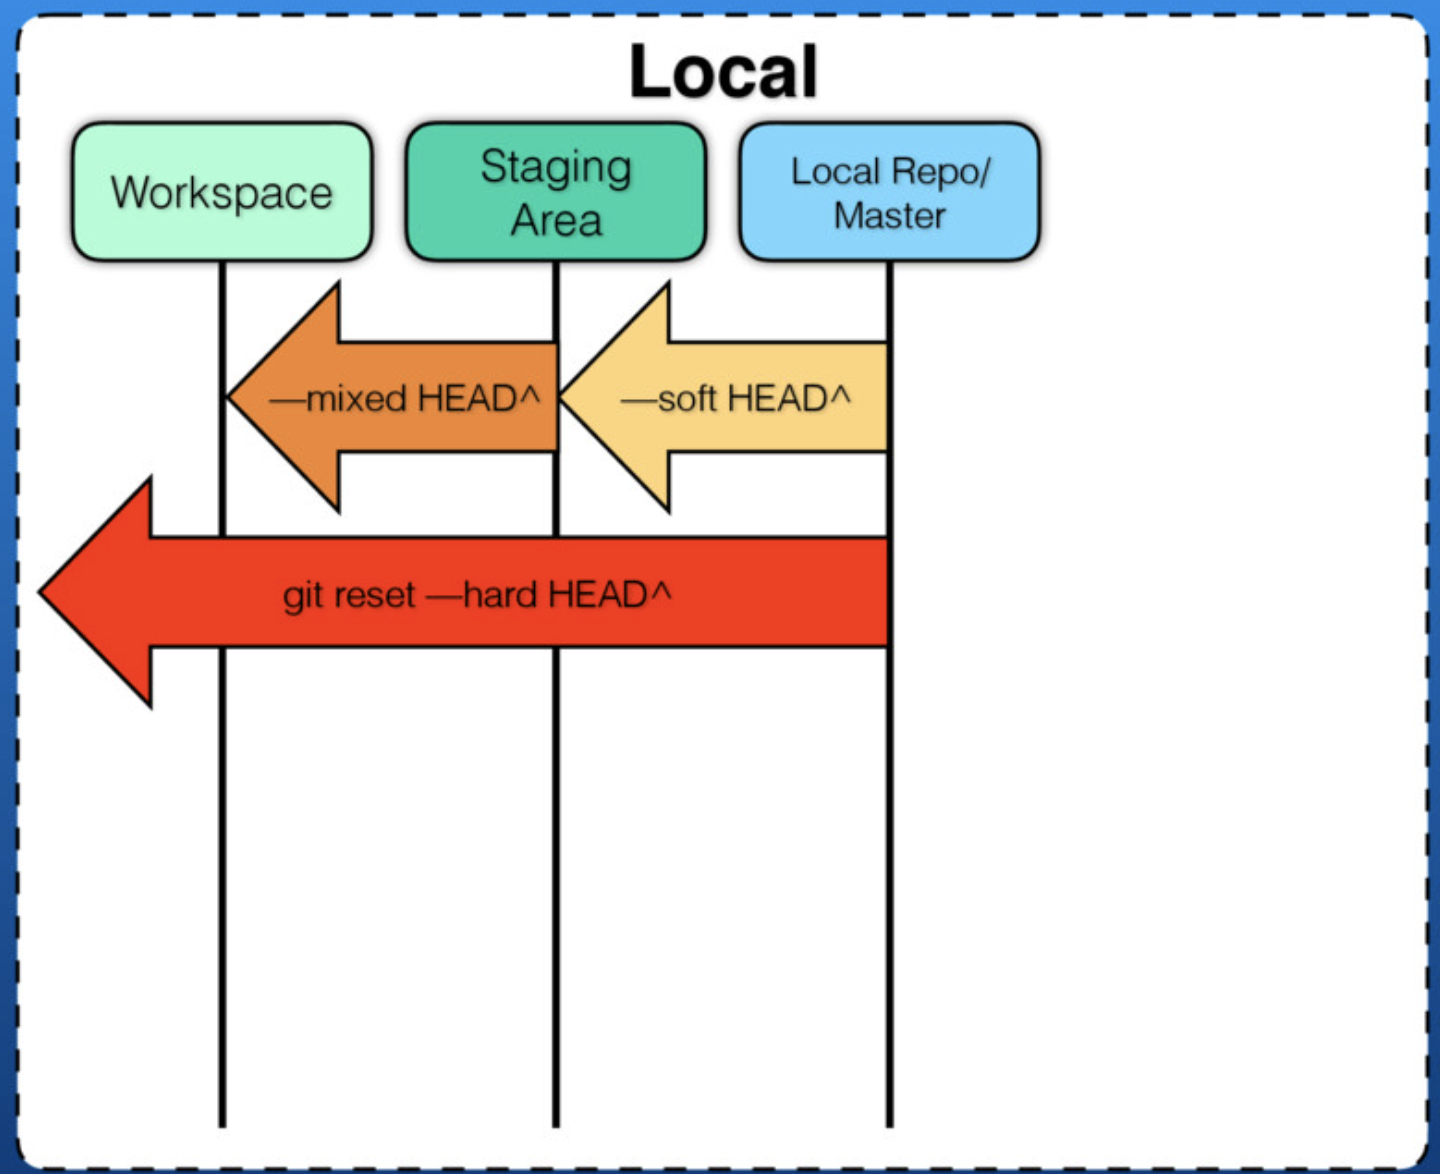 Local
Workspace
Staging
Area
Local Repo/
Master
—mixed HEAD^
—soft HEAD^
git reset —hard HEAD^